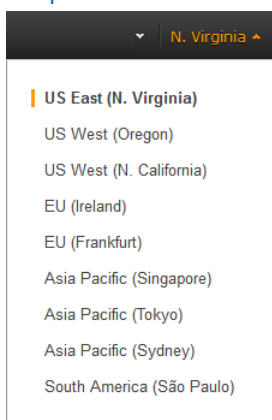 N. Virginia
US East (N. Virginia)
US West (Oregon)
US West (N. California)
EU (Ireland)
EU (Frankfurt)
Asia Pacific (Singapore)
Asia Pacific (Tokyo)
Asia Pacific (Sydney)
South America (São Paulo)